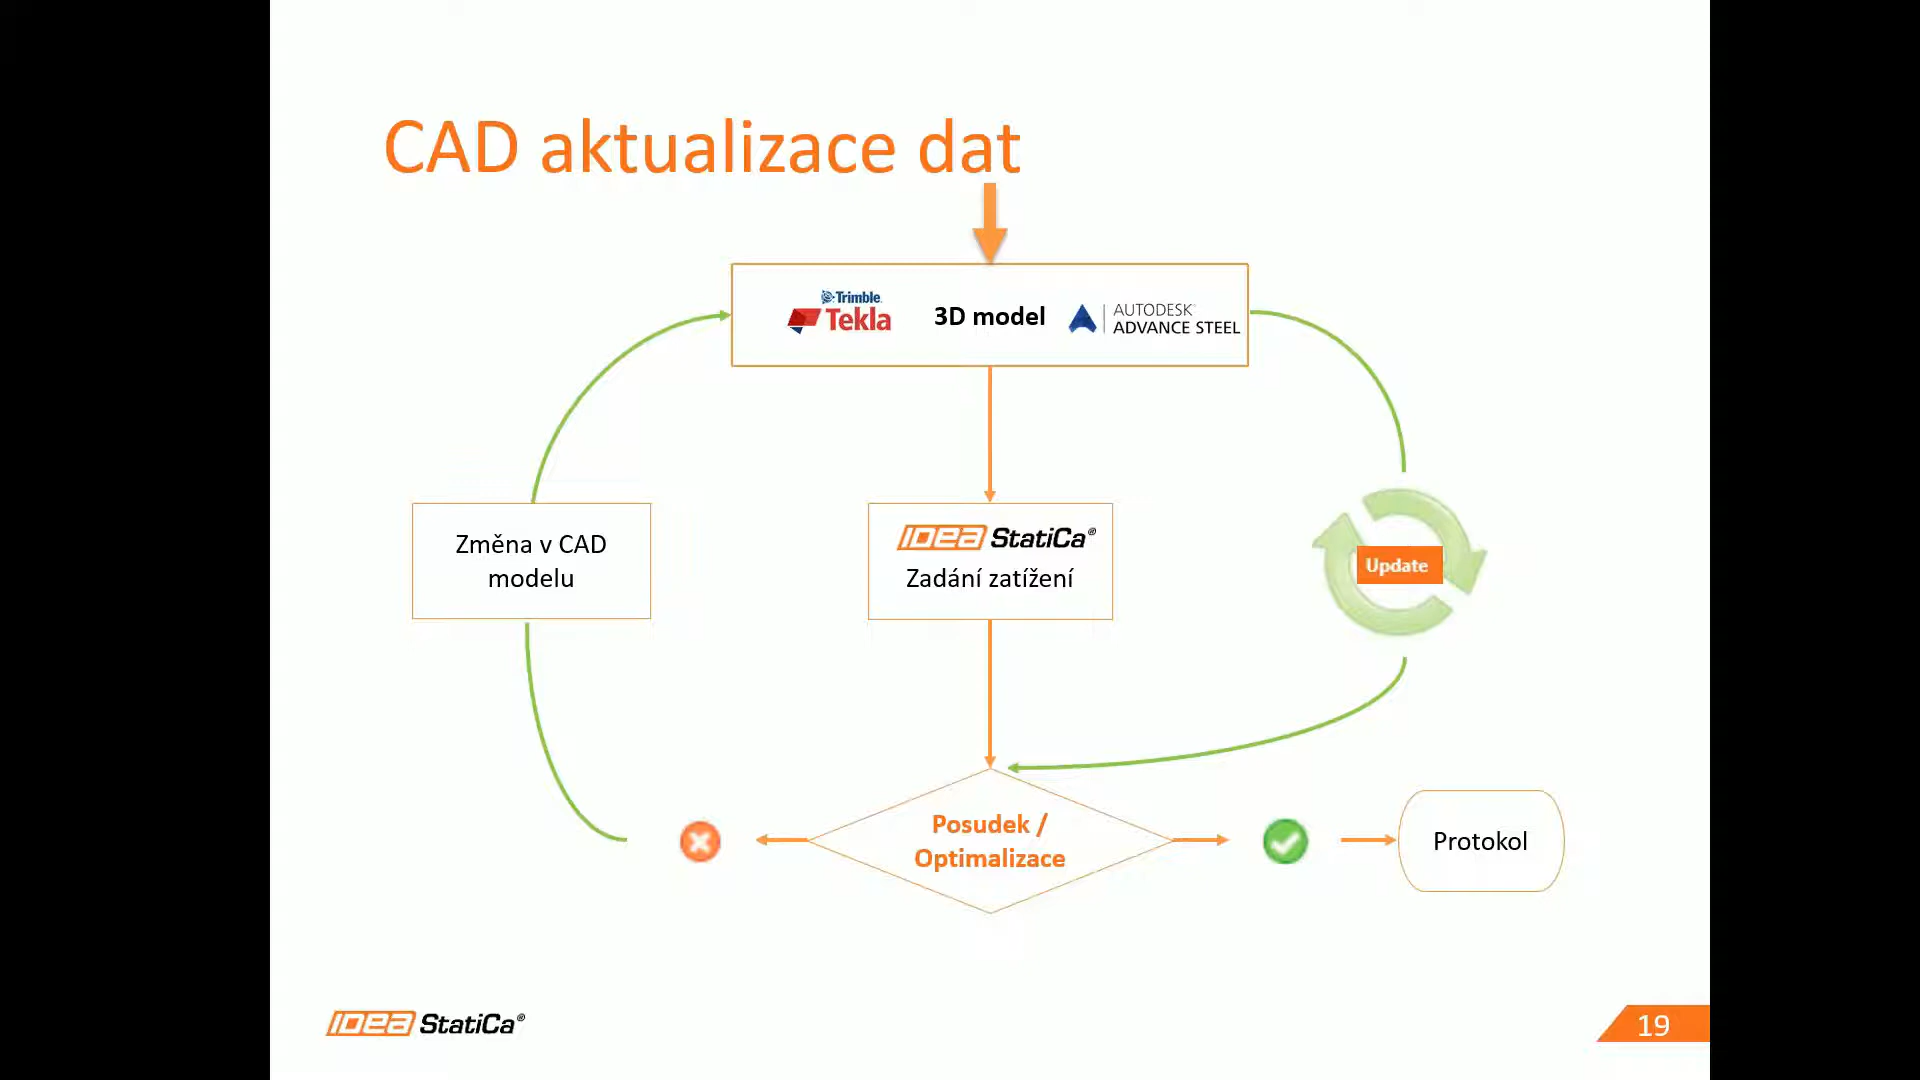 CAD aktualizace dat
Trimble
Tekla
3D model
AUTODESK
ADVANCE STEEL
Změna v CAD
modelu
IDEA StatiCa®
Zadání zatížení
Update
Posudek /
Optimalizace
Protokol
IDEA StatiCa®
19